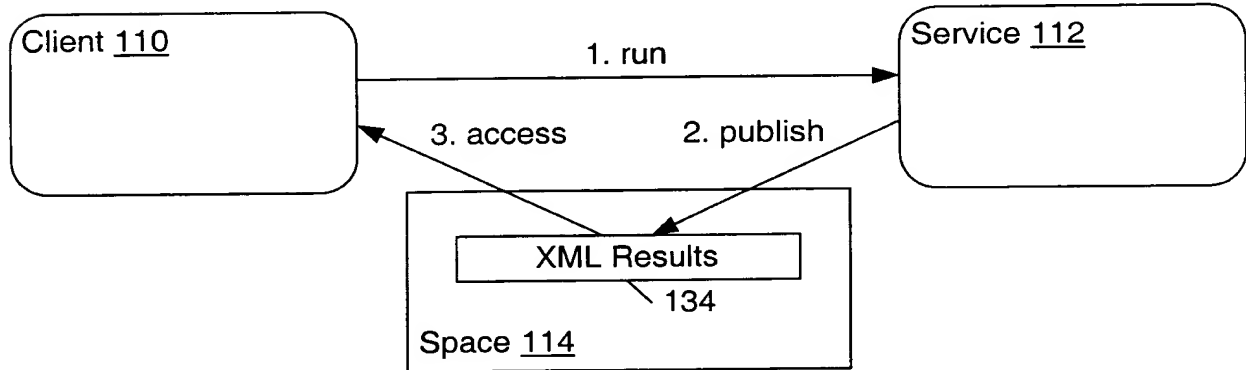 Client 110
Service 112
1. run
3. access
2. publish
XML Results
134
Space 114